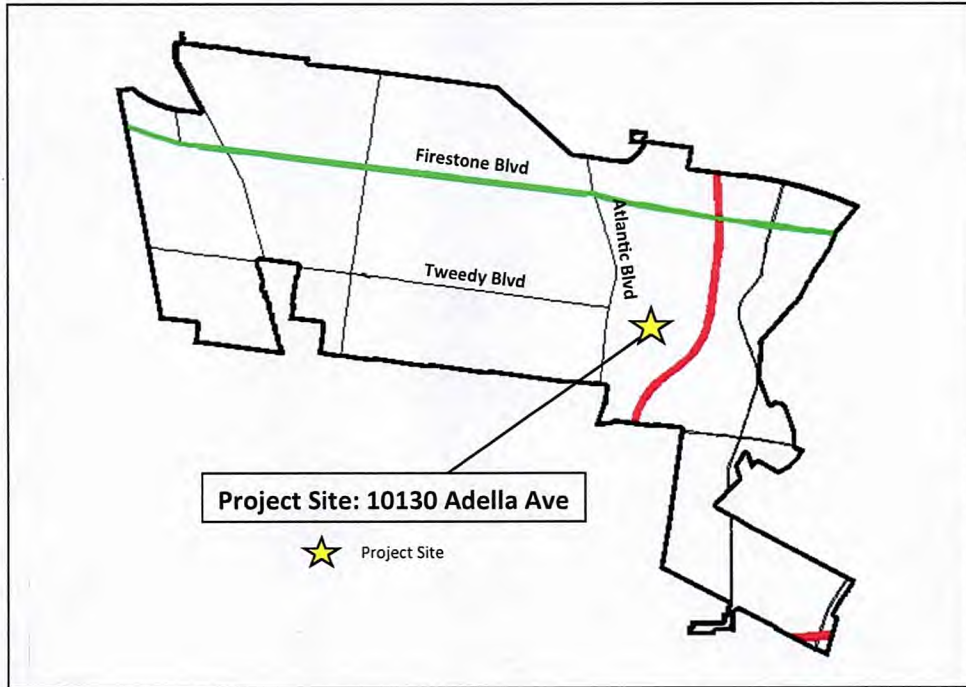 Firestone Blvd
Atlantic Blvd
Tweedy Blvd
Project Site: 10130 Adella Ave
Project Site